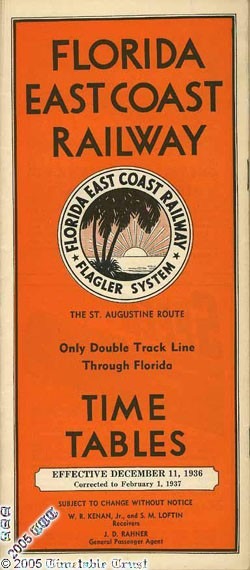 FLORIDA
EAST COAST
RAILWAY
FLORIDA EAST COAST RAILWAY
FLAGLER SYSTEM
THE ST. AUGUSTINE ROUTE
Only Double Track Line
Through Florida
TIME
TABLES
EFFECTIVE DECEMBER 11, 1936
Corrected to February 1, 1937
SUBJECT TO CHANGE WITHOUT NOTICE
W. R. KENAN, Jr., and S. M. LOFTIN
Receivers
J. D. RAHNER
General Passenger Agent
© 2005 Timetable Trust